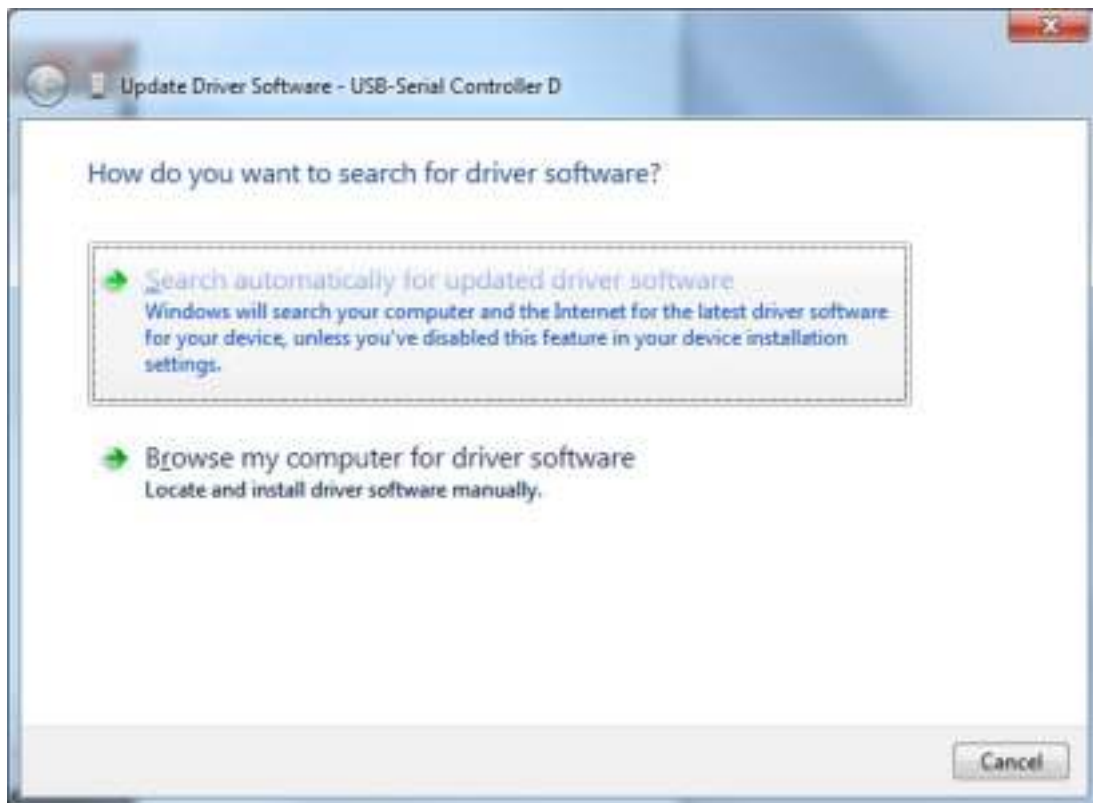 Update Driver Software - USB-Serial Controller D
How do you want to search for driver software?
Search automatically for updated driver software
Windows will search your computer and the Internet for the latest driver software
for your device, unless you've disabled this feature in your device installation
settings.
Browse my computer for driver software
Locate and install driver software manually.
Cancel